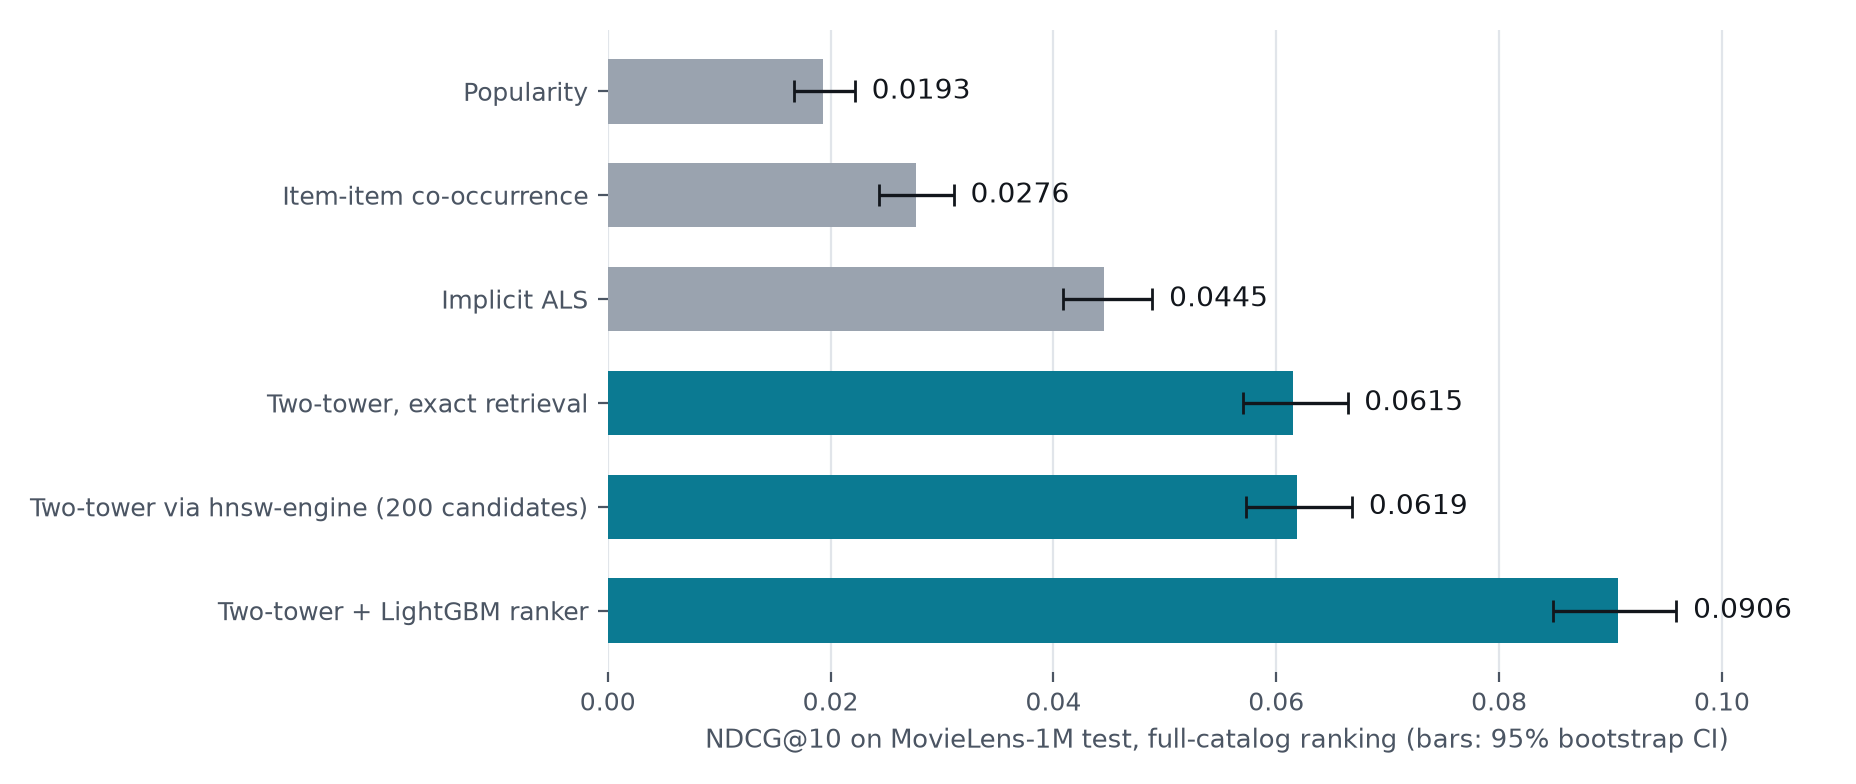 Popularity
0.0193
Item-item co-occurrence
0.0276
Implicit ALS
0.0445
Two-tower, exact retrieval
0.0615
Two-tower via hnsw-engine (200 candidates)
0.0619
Two-tower + LightGBM ranker
0.0906
0.00 0.02 0.04 0.06 0.08 0.10
NDCG@10 on MovieLens-1M test, full-catalog ranking (bars: 95% bootstrap CI)